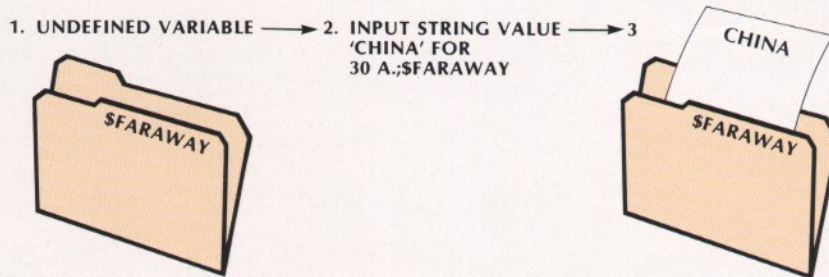 1. UNDEFINED VARIABLE → 2. INPUT STRING VALUE → 3
'CHINA' FOR
30 A.;$FARAWAY
$FARAWAY
CHINA
$FARAWAY